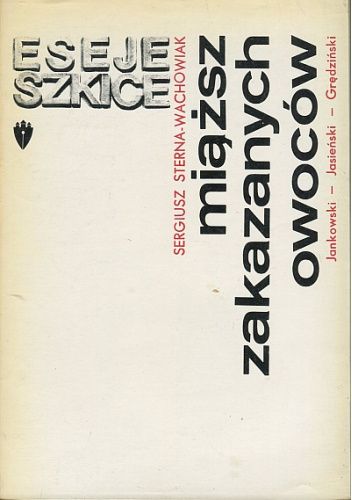 ESEJE
SZKICE
SERGIUSZ STERNA-WACHOWIAK
miąższ
zakazanych
owoców
Jankowski – Jasieński – Grędziński